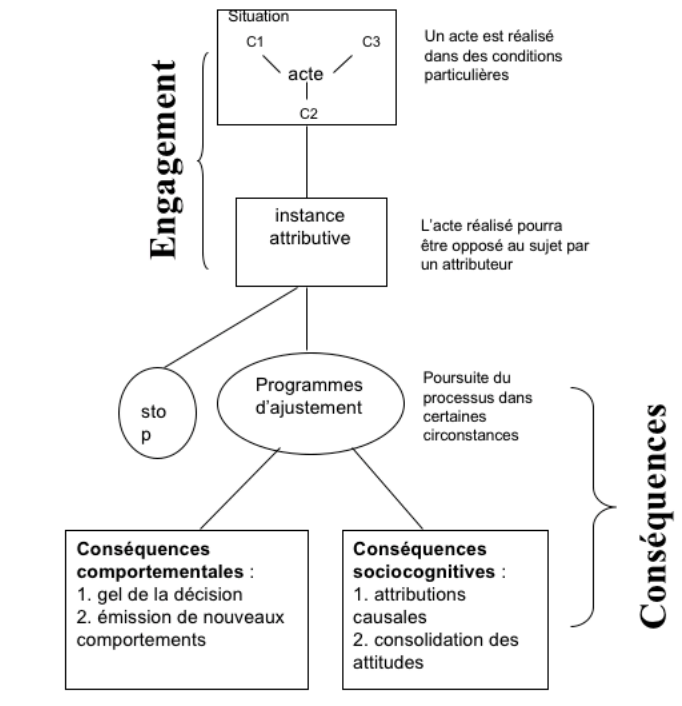 Situation
C1
C3
acte
C2
Un acte est réalisé
dans des conditions
particulières
Engagement
instance
attributive
L'acte réalisé pourra
être opposé au sujet par
un attributeur
sto
p
Programmes
d'ajustement
Poursuite du
processus dans
certaines
circonstances
Conséquences
Conséquences
comportementales :
1. gel de la décision
2. émission de nouveaux
comportements
Conséquences
sociocognitives :
1. attributions
causales
2. consolidation des
attitudes